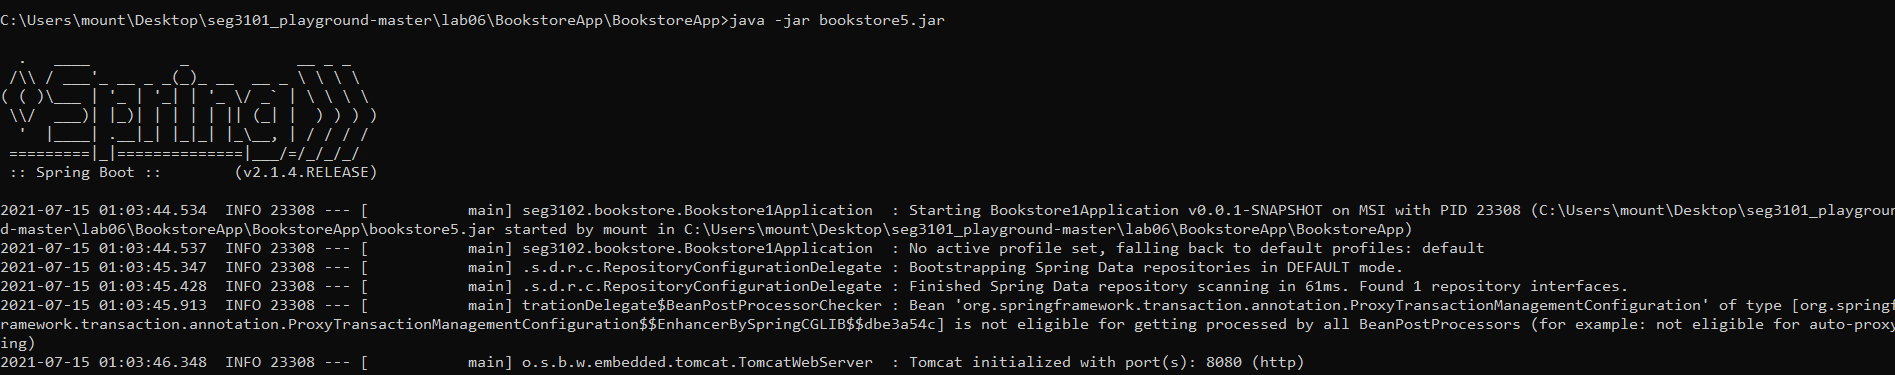 C:\Users\mount\Desktop\seg3101_playground-master\lab06\BookstoreApp\BookstoreApp>java -jar bookstore5.jar

  .   ____          _            __ _ _
 /\\ / ___'_ __ _ _(_)_ __  __ _ \ \ \ \
( ( )\___ | '_ | '_| | '_ \/ _` | \ \ \ \
 \\/  ___)| |_)| | | | | || (_| |  ) ) ) )
  '  |____| .__|_| |_|_| |_\__, | / / / /
 =========|_|==============|___/=/_/_/_/
 :: Spring Boot ::        (v2.1.4.RELEASE)

2021-07-15 01:03:44.534  INFO 23308 --- [           main] seg3102.bookstore.Bookstore1Application  : Starting Bookstore1Application v0.0.1-SNAPSHOT on MSI with PID 23308 (C:\Users\mount\Desktop\seg3101_playgroun
d-master\lab06\BookstoreApp\BookstoreApp\bookstore5.jar started by mount in C:\Users\mount\Desktop\seg3101_playground-master\lab06\BookstoreApp\BookstoreApp)
2021-07-15 01:03:44.537  INFO 23308 --- [           main] seg3102.bookstore.Bookstore1Application  : No active profile set, falling back to default profiles: default
2021-07-15 01:03:45.347  INFO 23308 --- [           main] .s.d.r.c.RepositoryConfigurationDelegate : Bootstrapping Spring Data repositories in DEFAULT mode.
2021-07-15 01:03:45.428  INFO 23308 --- [           main] .s.d.r.c.RepositoryConfigurationDelegate : Finished Spring Data repository scanning in 61ms. Found 1 repository interfaces.
2021-07-15 01:03:45.913  INFO 23308 --- [           main] trationDelegate$BeanPostProcessorChecker : Bean 'org.springframework.transaction.annotation.ProxyTransactionManagementConfiguration' of type [org.springf
ramework.transaction.annotation.ProxyTransactionManagementConfiguration$$EnhancerBySpringCGLIB$$dbe3a54c] is not eligible for getting processed by all BeanPostProcessors (for example: not eligible for auto-proxy
ing)
2021-07-15 01:03:46.348  INFO 23308 --- [           main] o.s.b.w.embedded.tomcat.TomcatWebServer  : Tomcat initialized with port(s): 8080 (http)